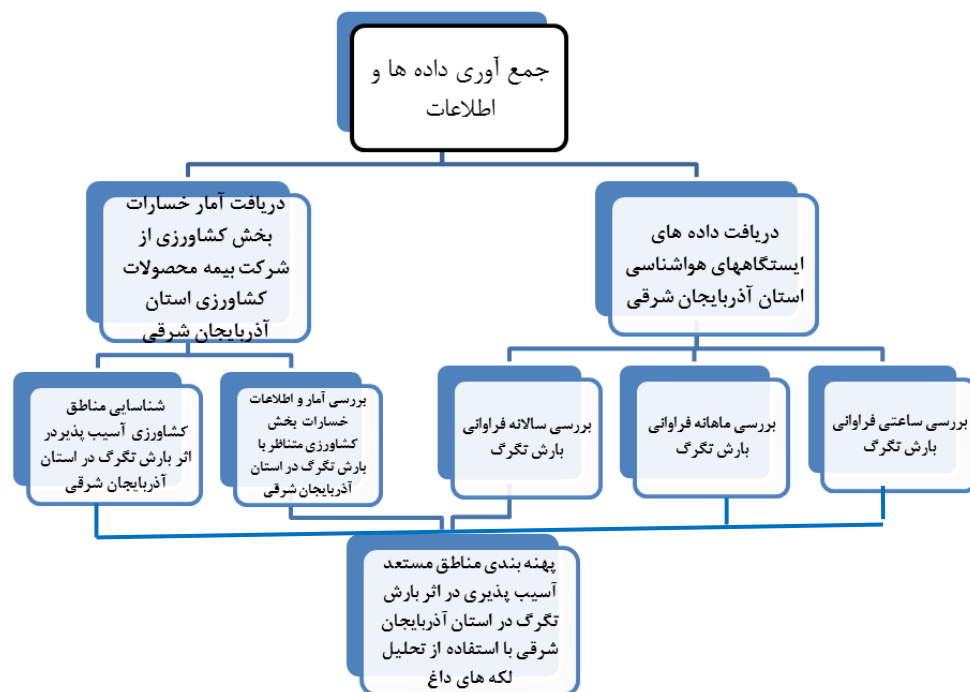 جمع آوری داده ها و
اطلاعات
دریافت داده های
ایستگاههای هواشناسی
استان آذربایجان شرقی
دریافت آمار خسارات
بخش کشاورزی از
شرکت بیمه محصولات
کشاورزی استان
آذربایجان شرقی
بررسی ساعتی فراوانی
بارش تگرگ
بررسی ماهانه فراوانی
بارش تگرگ
بررسی سالانه فراوانی
بارش تگرگ
بررسی آمار و اطلاعات
خسارات بخش
کشاورزی متناظر با
بارش تگرگ در استان
آذربایجان شرقی
شناسایی مناطق
کشاورزی آسیب پذیردر
اثر بارش تگرگ در استان
آذربایجان شرقی
پهنه بندی مناطق مستعد
آسیب پذیری در اثر بارش
تگرگ در استان آذربایجان
شرقی با استفاده از تحلیل
لکه های داغ